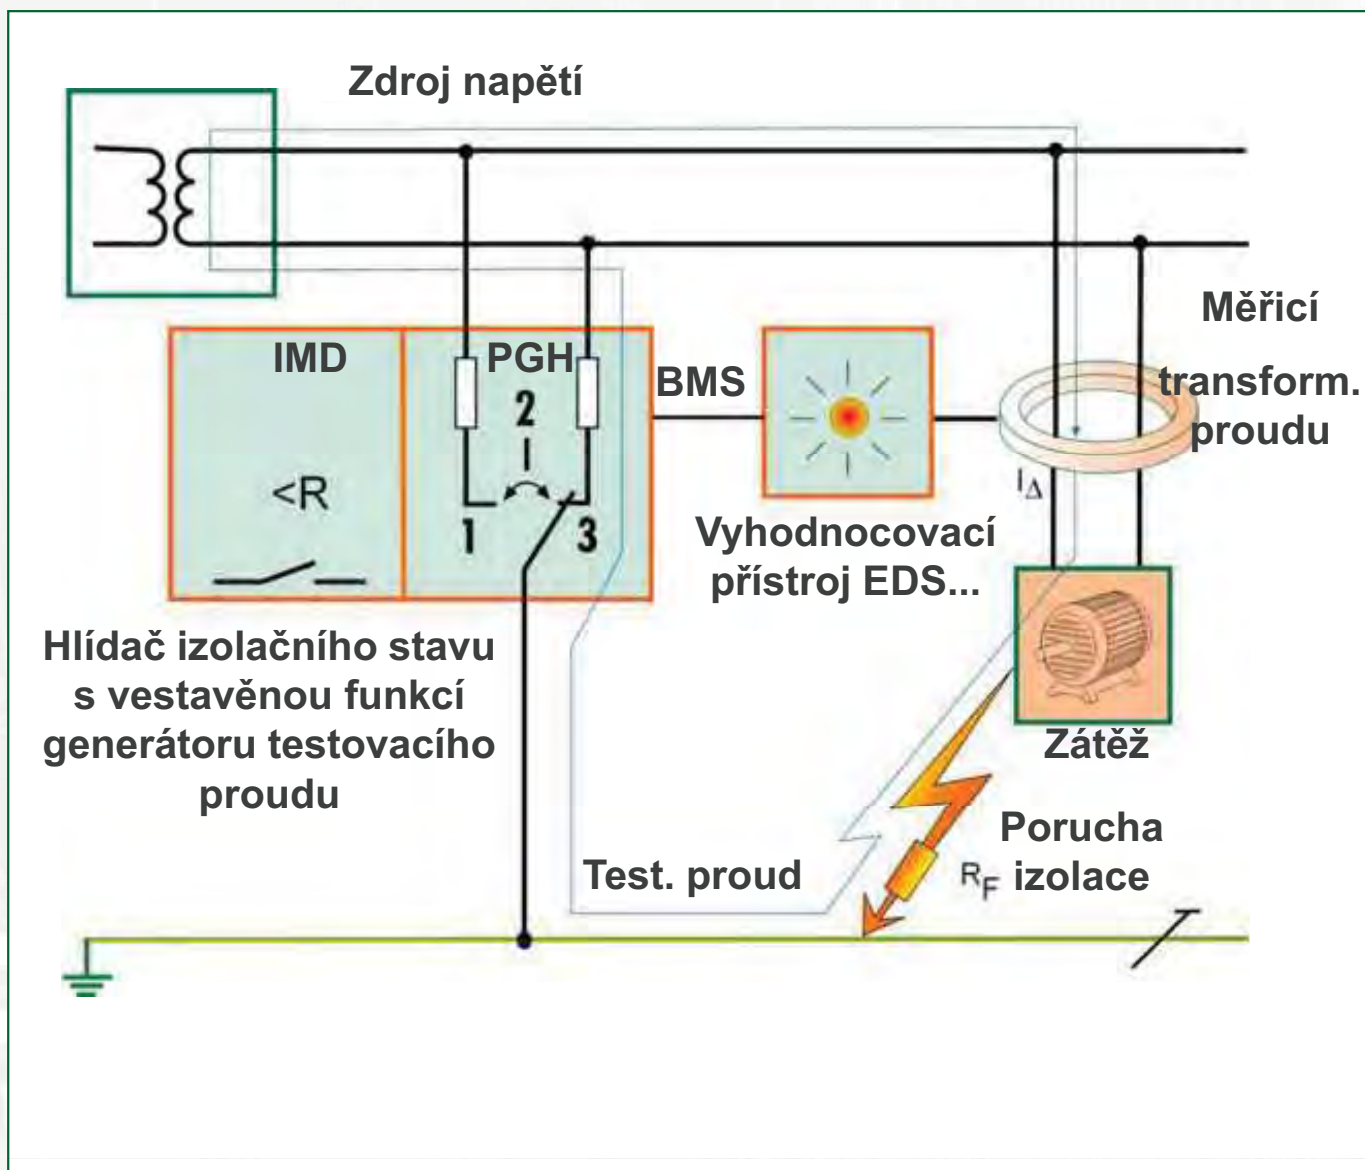 Zdroj napětí
Měřicí
transform.
proudu
IMD
PGH
BMS
2
<R
1
3
I∆
Vyhodnocovací
přístroj EDS...
Hlídač izolačního stavu
s vestavěnou funkcí
generátoru testovacího
proudu
Zátěž
Porucha
izolace
RF
Test. proud